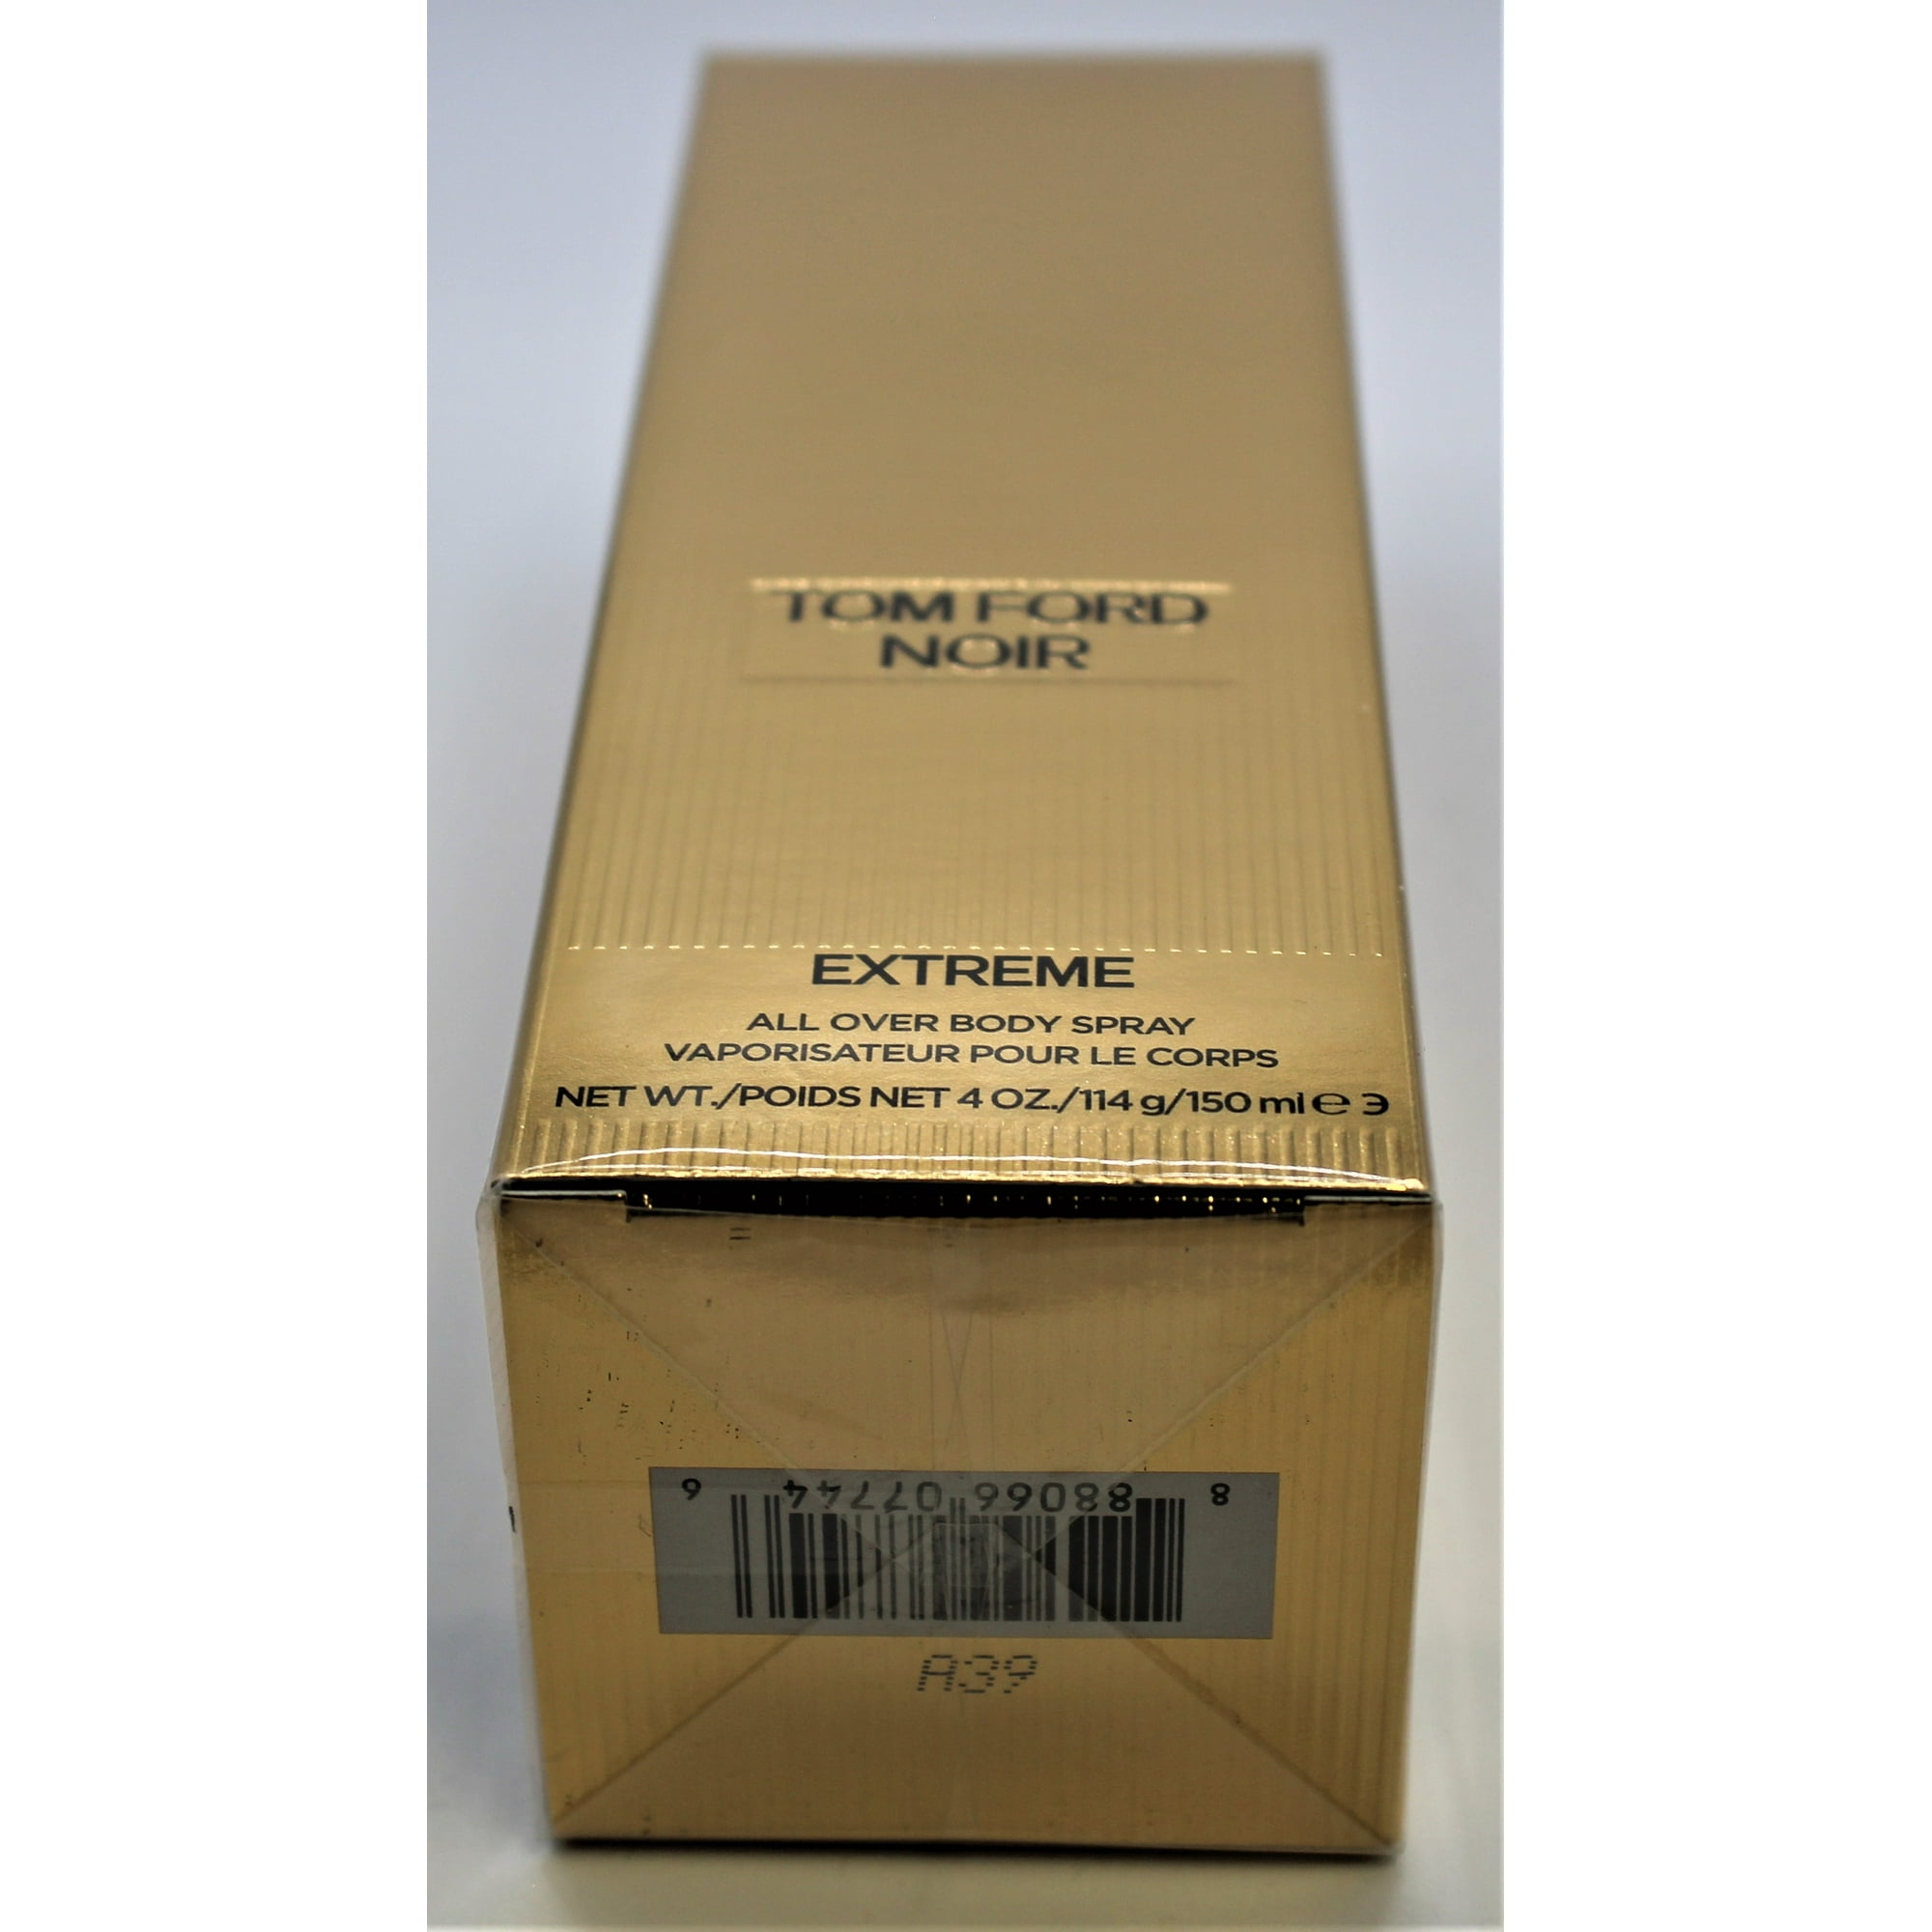 TOM FORD
NOIR
EXTREME
ALL OVER BODY SPRAY
VAPORISATEUR POUR LE CORPS
NET WT./POIDS NET 4 OZ./114 g/150 ml ℮ Э
8 88066 07744 6
A39